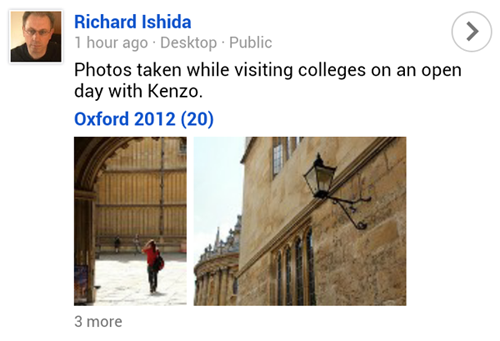 Richard Ishida
1 hour ago · Desktop · Public
Photos taken while visiting colleges on an open
day with Kenzo.
Oxford 2012 (20)
3 more